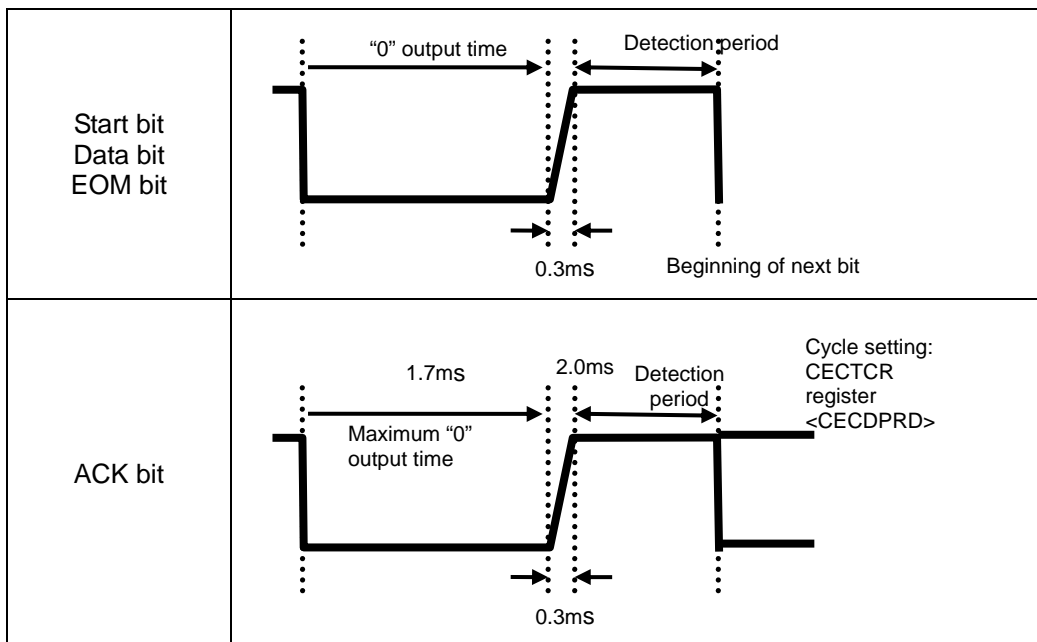 Start bit
Data bit
EOM bit
“0” output time
Detection period
0.3ms
Beginning of next bit
ACK bit
1.7ms
2.0ms
Detection
period
Cycle setting:
CECTCR
register
<CECDPRD>
Maximum “0”
output time
0.3ms